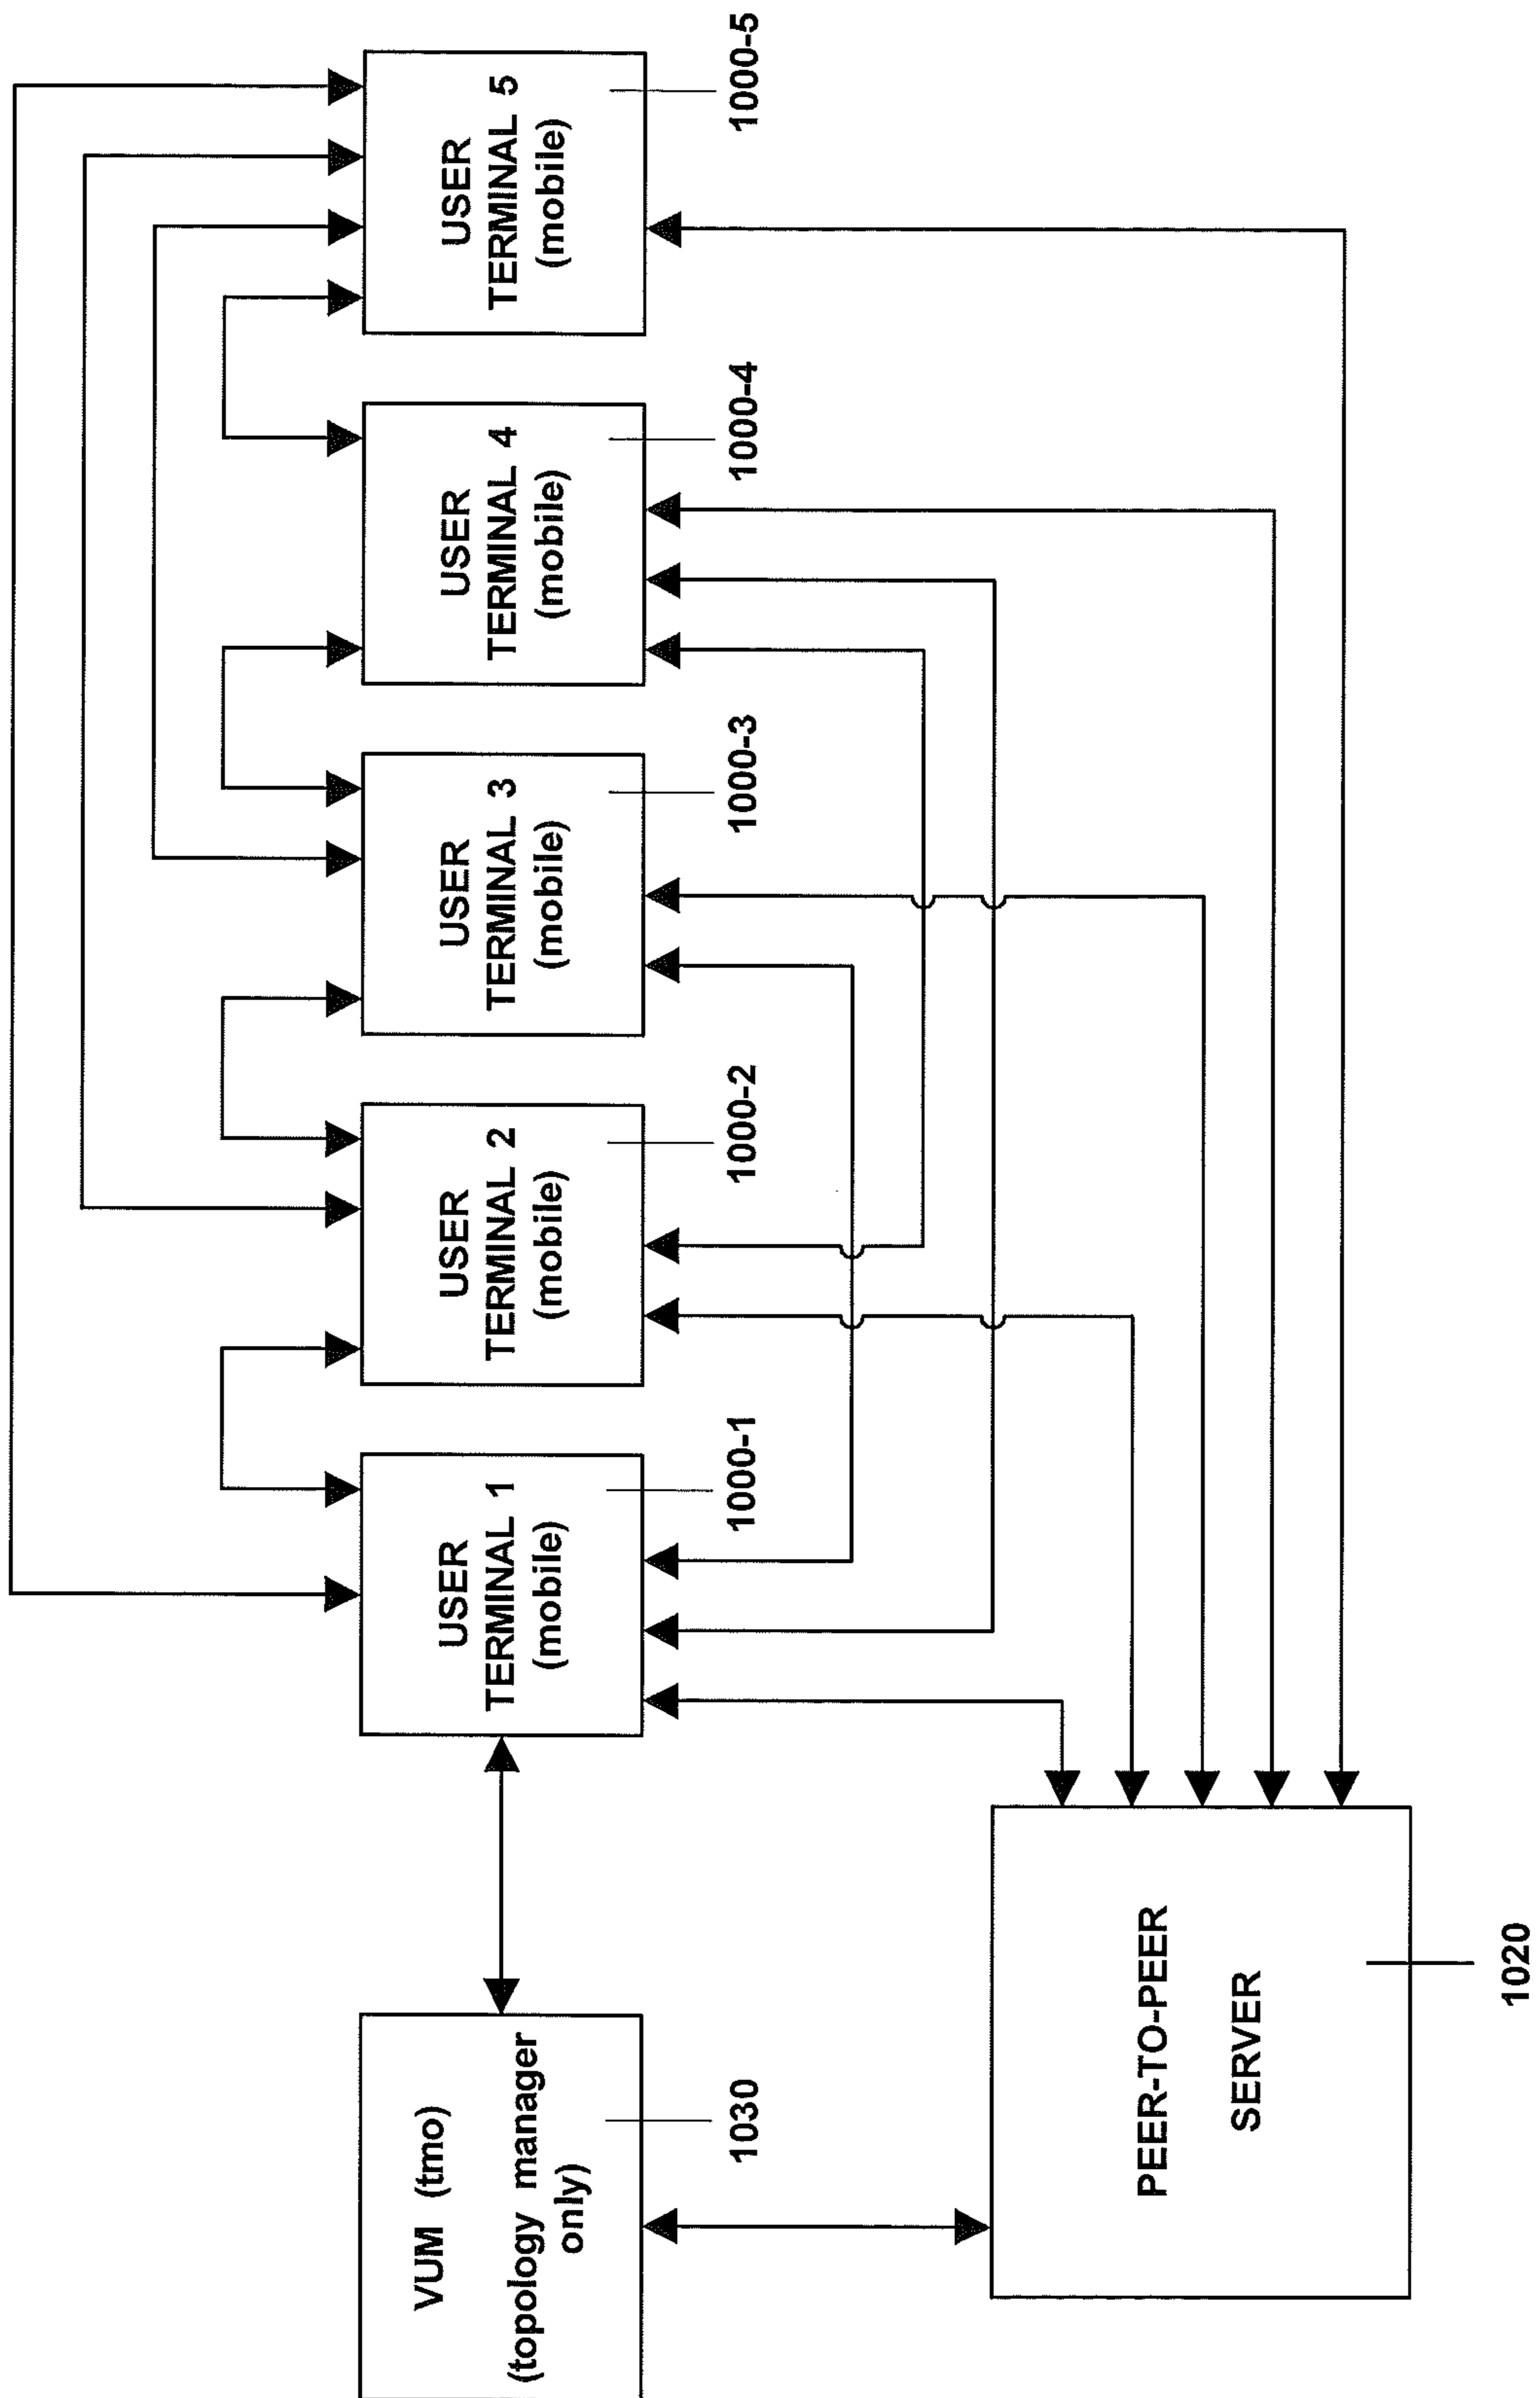 VUM (tmo)
(topology manager
only)
1030
USER
TERMINAL 1
(mobile)
1000-1
USER
TERMINAL 2
(mobile)
1000-2
USER
TERMINAL 3
(mobile)
1000-3
USER
TERMINAL 4
(mobile)
1000-4
USER
TERMINAL 5
(mobile)
1000-5
PEER-TO-PEER
SERVER
1020